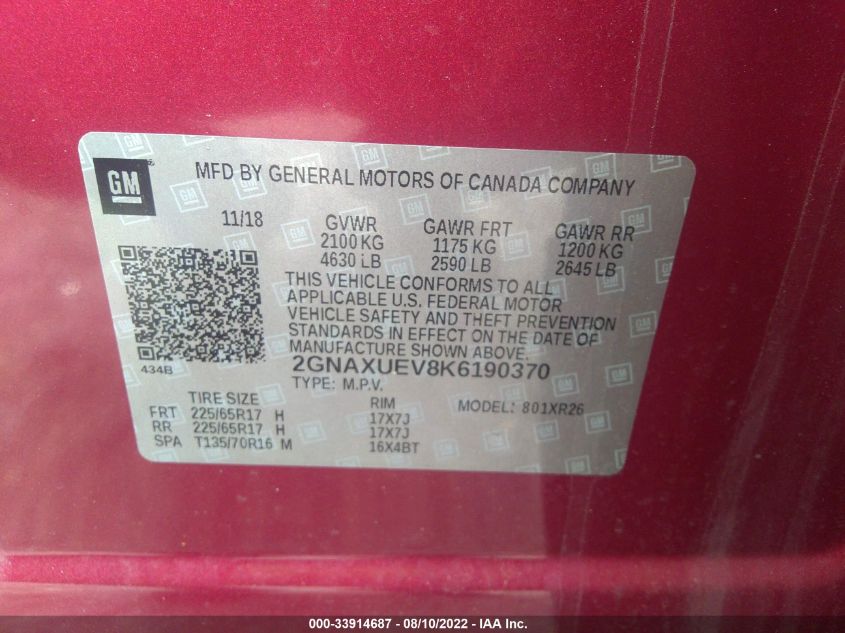 GM
MFD BY GENERAL MOTORS OF CANADA COMPANY
11/18 GVWR GAWR FRT GAWR RR
2100 KG 1175 KG 1200 KG
4630 LB 2590 LB 2645 LB
THIS VEHICLE CONFORMS TO ALL
APPLICABLE U.S. FEDERAL MOTOR
VEHICLE SAFETY AND THEFT PREVENTION
STANDARDS IN EFFECT ON THE DATE OF
MANUFACTURE SHOWN ABOVE.
434B 2GNAXUEV8K6190370
TYPE: M.P.V.
TIRE SIZE RIM MODEL: 801XR26
FRT 225/65R17 H 17X7J
RR 225/65R17 H 17X7J
SPA T135/70R16 M 16X4BT
000-33914687 - 08/10/2022 - IAA Inc.